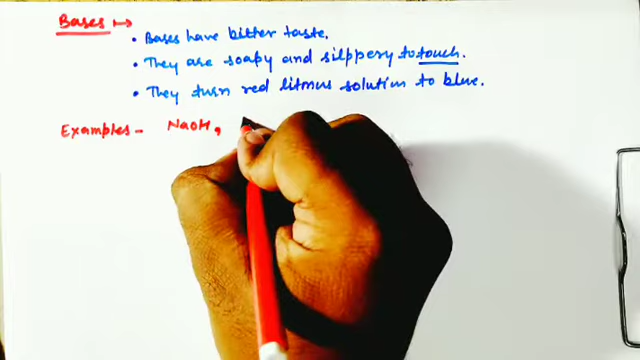 Bases →
• Bases have bitter taste.
• They are soapy and silppery to touch.
• They turn red litmus solution to blue.
Examples - NaOH,